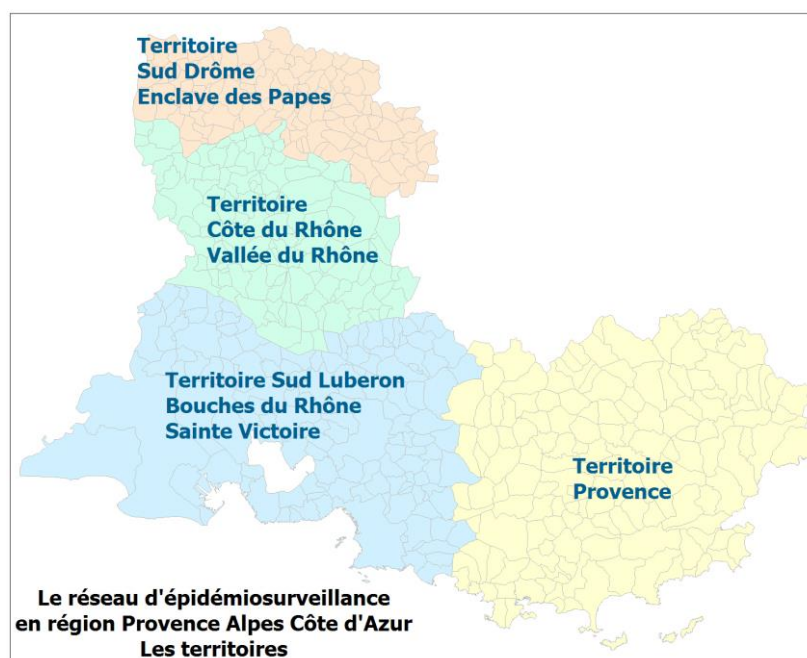 Territoire
Sud Drôme
Enclave des Papes
Territoire
Côte du Rhône
Vallée du Rhône
Territoire Sud Luberon
Bouches du Rhône
Sainte Victoire
Territoire
Provence
Le réseau d'épidémiosurveillance
en région Provence Alpes Côte d'Azur
Les territoires